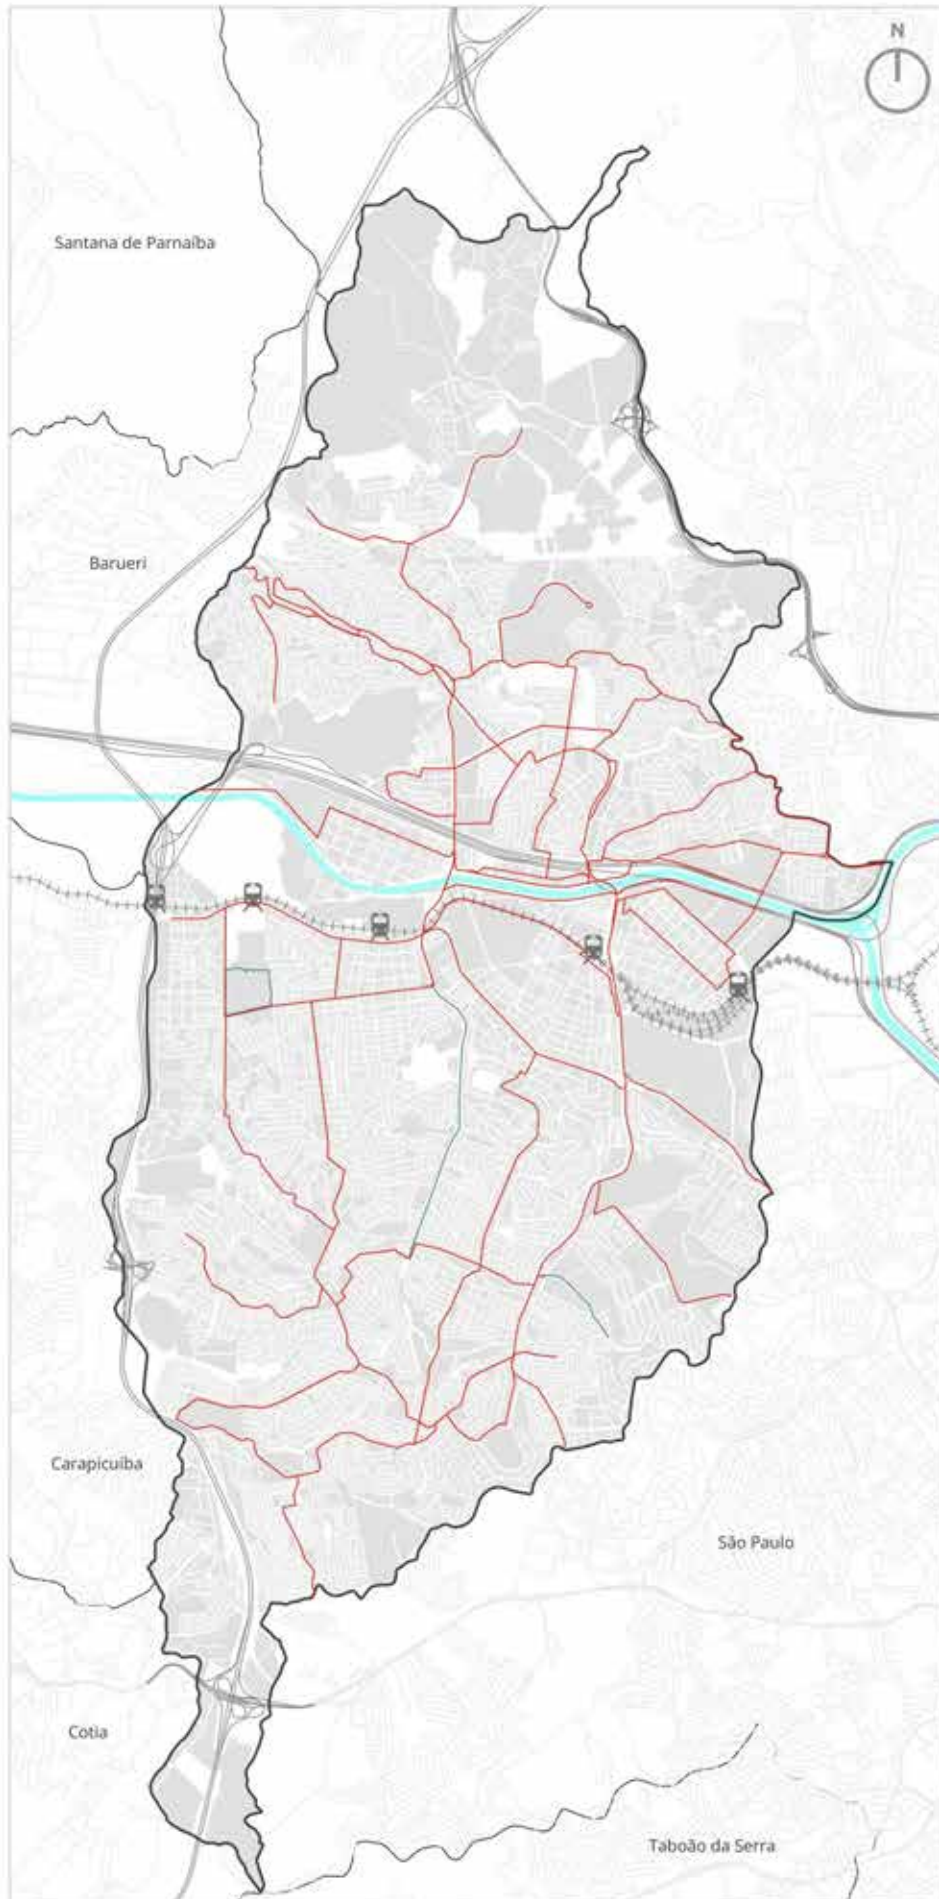 N
Santana de Parnaíba
Barueri
Carapicuíba
São Paulo
Cotia
Taboão da Serra